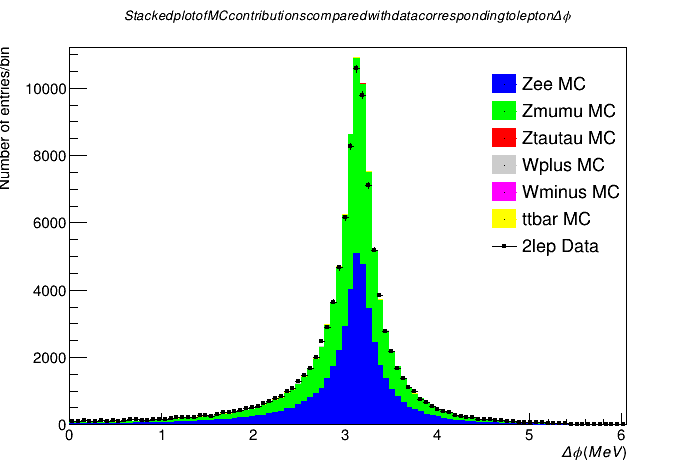 StackedplotofMCcontributionscomparedwithdatacorrespondingtoleptonΔϕ
Number of entries/bin
10000
8000
6000
4000
2000
0
Zee MC
Zmumu MC
Ztautau MC
Wplus MC
Wminus MC
ttbar MC
2lep Data
0 1 2 3 4 5 6
Δϕ(MeV)